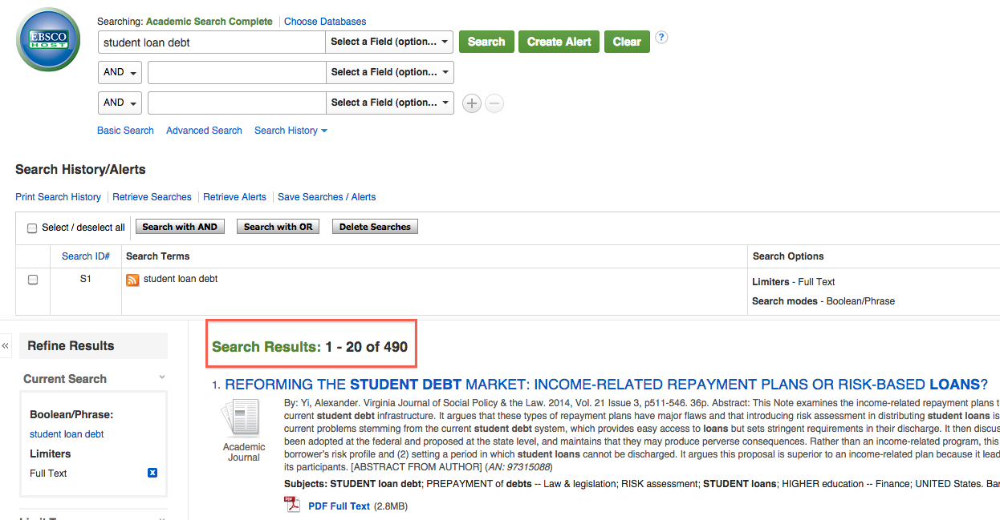 EBSCO
HOST
Searching: Academic Search Complete Choose Databases
student loan debt Select a Field (option... Search Create Alert Clear ?
AND Select a Field (option...
AND Select a Field (option...
Basic Search Advanced Search Search History
Search History/Alerts
Print Search History Retrieve Searches Retrieve Alerts Save Searches / Alerts
Select / deselect all Search with AND Search with OR Delete Searches
Search ID# Search Terms Search Options
S1 student loan debt Limiters - Full Text
Search modes - Boolean/Phrase
«
Refine Results
Current Search
Boolean/Phrase:
student loan debt
Limiters
Full Text
Search Results: 1 - 20 of 490
1. REFORMING THE STUDENT DEBT MARKET: INCOME-RELATED REPAYMENT PLANS OR RISK-BASED LOANS?
Academic
Journal
By: Yi, Alexander. Virginia Journal of Social Policy & the Law. 2014, Vol. 21 Issue 3, p511-546. 36p. Abstract: This Note examines the income-related repayment plans t
current student debt infrastructure. It argues that these types of repayment plans have major flaws and that introducing risk assessment in distributing student loans is
current problems stemming from the current student debt system, which provides easy access to loans but sets stringent requirements in their discharge. It then discus
been adopted at the federal and proposed at the state level, and maintains that they may produce perverse consequences. Rather than an income-related program, this
borrower's risk profile and (2) setting a period in which student loans cannot be discharged. It argues this proposal is superior to an income-related plan because it lead
its participants. [ABSTRACT FROM AUTHOR] (AN: 97315088)
Subjects: STUDENT loan debt; PREPAYMENT of debts -- Law & legislation; RISK assessment; STUDENT loans; HIGHER education -- Finance; UNITED States. Bar
PDF PDF Full Text (2.8MB)